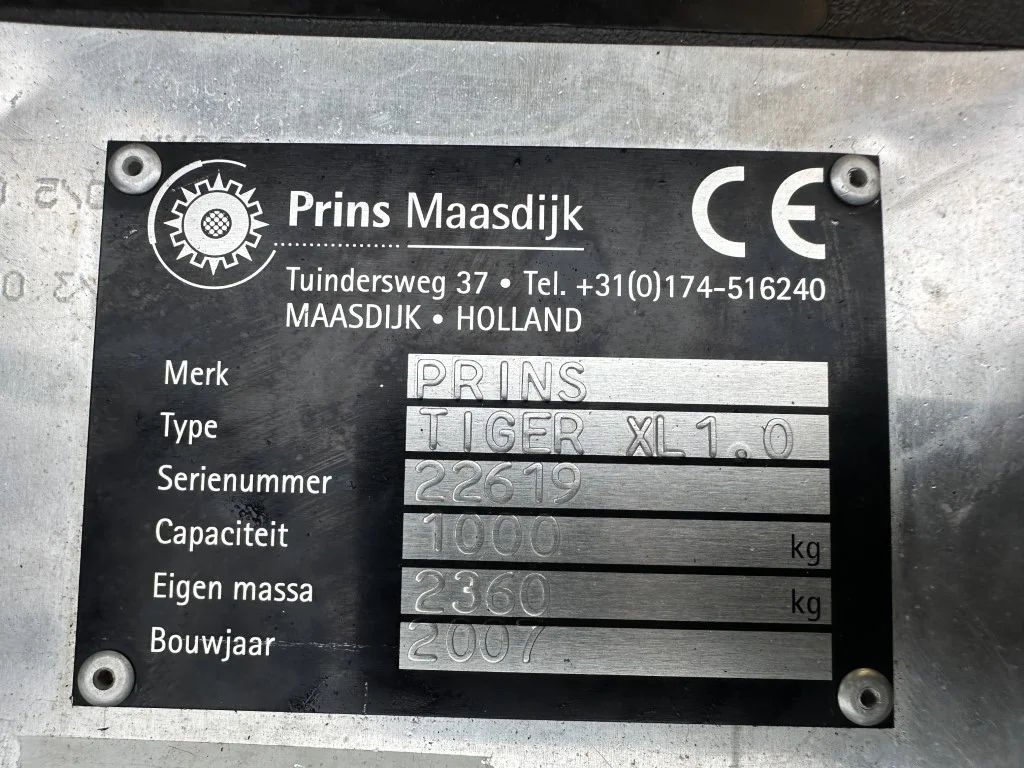 Prins Maasdijk
CE
Tuindersweg 37 • Tel. +31(0)174-516240
MAASDIJK • HOLLAND
Merk PRINS
Type TIGER XL1.0
Serienummer 22619
Capaciteit 1000 kg
Eigen massa 2360 kg
Bouwjaar 2007